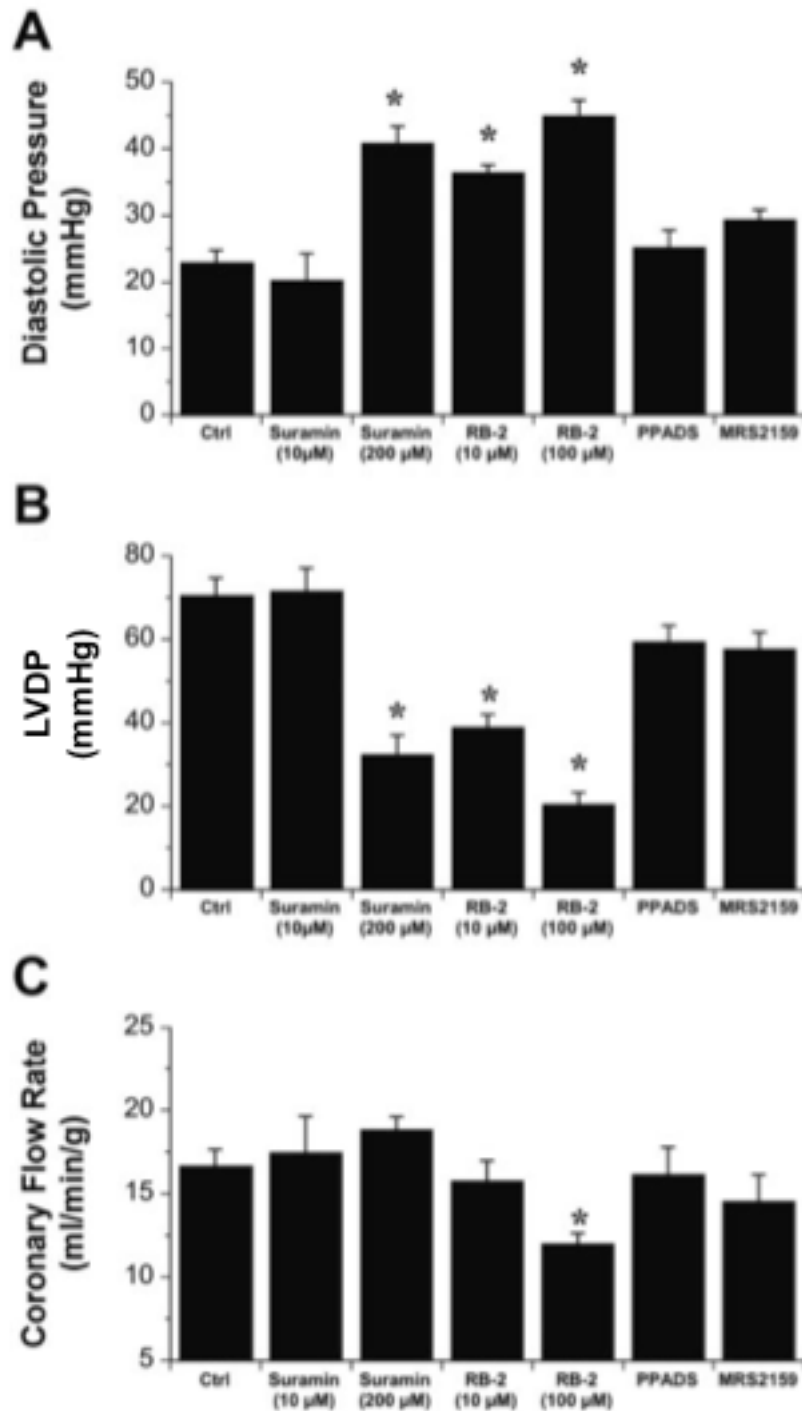 A
Diastolic Pressure
(mmHg)
50
40
30
20
10
0
* * *
Ctrl Suramin (10µM) Suramin (200 µM) RB-2 (10 µM) RB-2 (100 µM) PPADS MRS2159
B
LVDP
(mmHg)
80
60
40
20
0
* * *
Ctrl Suramin (10µM) Suramin (200 µM) RB-2 (10 µM) RB-2 (100 µM) PPADS MRS2159
C
Coronary Flow Rate
(ml/min/g)
25
20
15
10
5
*
Ctrl Suramin (10 µM) Suramin (200 µM) RB-2 (10 µM) RB-2 (100 µM) PPADS MRS2159